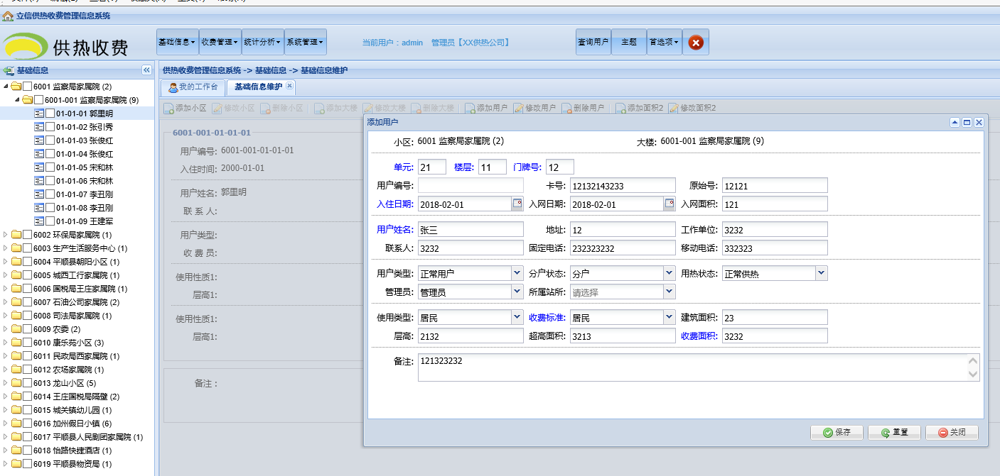 立信供热收费管理信息系统
供热收费
基础信息 收费管理 统计分析 系统管理
当前用户：admin 管理员【XX供热公司】
查询用户 主题 首选项
基础信息
供热收费管理信息系统 -> 基础信息 -> 基础信息维护
我的工作台 基础信息维护
添加小区 修改小区 删除小区 添加大楼 修改大楼 删除大楼 添加用户 修改用户 删除用户 添加面积2 修改面积2
6001 监察局家属院 (2)
6001-001 监察局家属院 (9)
01-01-01 郭里明
01-01-02 张引秀
01-01-03 张俊红
01-01-04 张俊红
01-01-05 宋和林
01-01-06 宋和林
01-01-07 李丑刚
01-01-08 李丑刚
01-01-09 王建军
6002 环保局家属院 (1)
6003 生产生活服务中心 (1)
6004 平顺县朝阳小区 (1)
6005 城西工行家属院 (1)
6006 国税局王庄家属院 (1)
6007 石油公司家属院 (2)
6008 司法局家属院 (1)
6009 农委 (2)
6010 康乐苑小区 (3)
6011 民政局西家属院 (1)
6012 农场家属院 (1)
6013 龙山小区 (5)
6014 王庄国税局隔壁 (2)
6015 城关镇幼儿园 (1)
6016 加州假日小镇 (6)
6017 平顺县人民剧团家属院 (1)
6018 怡路快捷酒店 (1)
6019 平顺县物资局 (1)
6001-001-01-01-01
用户编号: 6001-001-01-01-01
入住时间: 2000-01-01
用户姓名: 郭里明
联 系 人:
用户类型:
收 费 员:
使用性质1:
层高1:
使用性质1:
层高1:
备注：
添加用户
小区: 6001 监察局家属院 (2) 大楼: 6001-001 监察局家属院 (9)
单元: 21 楼层: 11 门牌号: 12
用户编号: 卡号: 12132143233 原始号: 12121
入住日期: 2018-02-01 入网日期: 2018-02-01 入网面积: 121
用户姓名: 张三 地址: 12 工作单位: 3232
联系人: 3232 固定电话: 232323232 移动电话: 332323
用户类型: 正常用户 分户状态: 分户 用热状态: 正常供热
管理员: 管理员 所属站所: 请选择
使用类型: 居民 收费标准: 居民 建筑面积: 23
层高: 2132 超高面积: 3213 收费面积: 3232
备注: 121323232
保存 重置 关闭